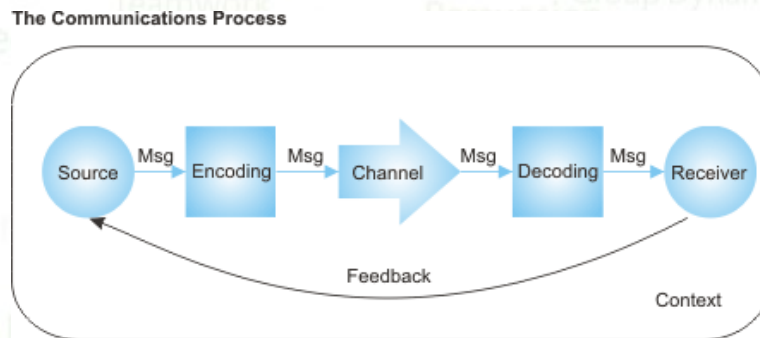 The Communications Process
Msg Msg Msg Msg
Source Encoding Channel Decoding Receiver
Feedback
Context